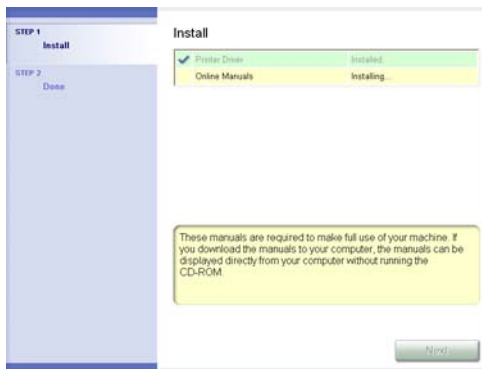 STEP 1
Install
STEP 2
Done
Install
Printer Driver Installed.
Online Manuals Installing...
These manuals are required to make full use of your machine. If
you download the manuals to your computer, the manuals can be
displayed directly from your computer without running the
CD-ROM.
Next